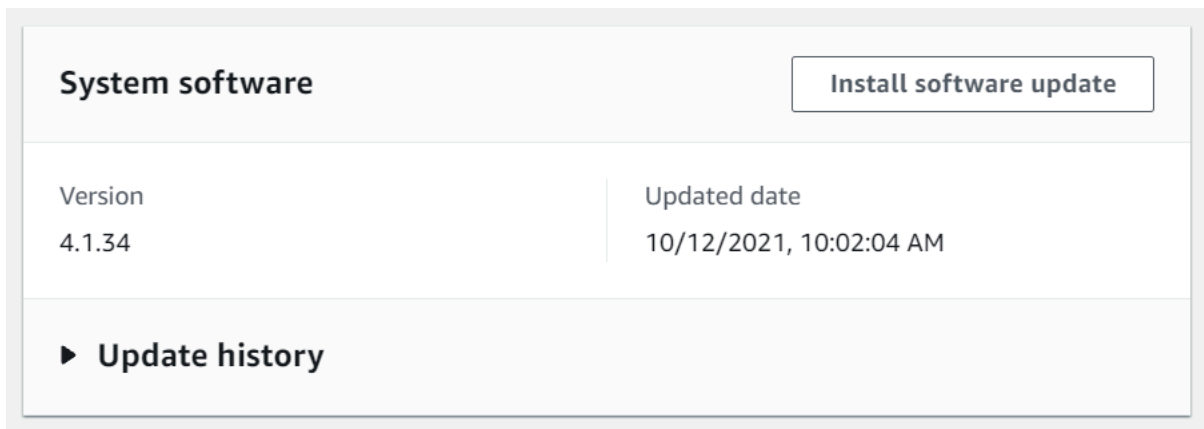 System software
Install software update
Version
4.1.34
Updated date
10/12/2021, 10:02:04 AM
Update history